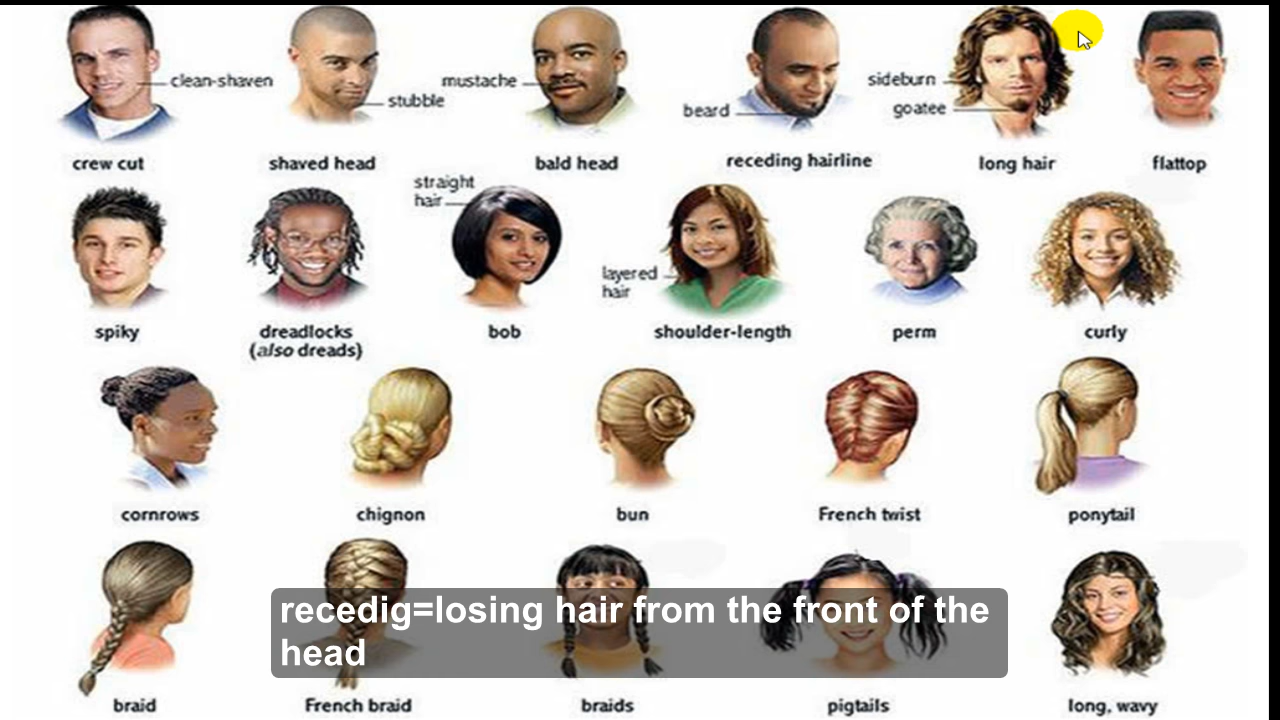 clean-shaven
stubble
mustache
beard
sideburn
goatee
crew cut
shaved head
bald head
receding hairline
long hair
flattop
straight
hair
layered
hair
spiky
dreadlocks
(also dreads)
bob
shoulder-length
perm
curly
cornrows
chignon
bun
French twist
ponytail
recedig=losing hair from the front of the
head
braid
French braid
braids
pigtails
long, wavy